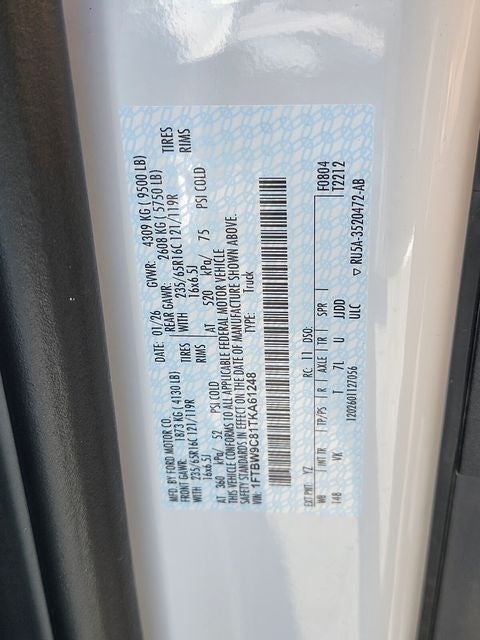 MFD. BY FORD MOTOR CO.
DATE: 01/26 GVWR: 4309 KG ( 9500 LB)
FRONT GAWR: 1873 KG ( 4130 LB) REAR GAWR: 2608 KG ( 5750 LB)
WITH 235/65R16C 121/119R TIRES WITH 235/65R16C 121/119R TIRES
16x6.5J RIMS 16x6.5J RIMS
AT 360 kPa/ 52 PSI COLD AT 520 kPa/ 75 PSI COLD
THIS VEHICLE CONFORMS TO ALL APPLICABLE FEDERAL MOTOR VEHICLE
SAFETY STANDARDS IN EFFECT ON THE DATE OF MANUFACTURE SHOWN ABOVE.
VIN: 1FTBW9C81TKA61248 TYPE: Truck
F0804
T2212
EXT PNT: YZ RC: 11 DSO:
WB INT TR TP/PS R AXLE TR SPR
148 VK T 7L U JJDD
1202601127056 ULC
▽ RU5A-3520472-AB